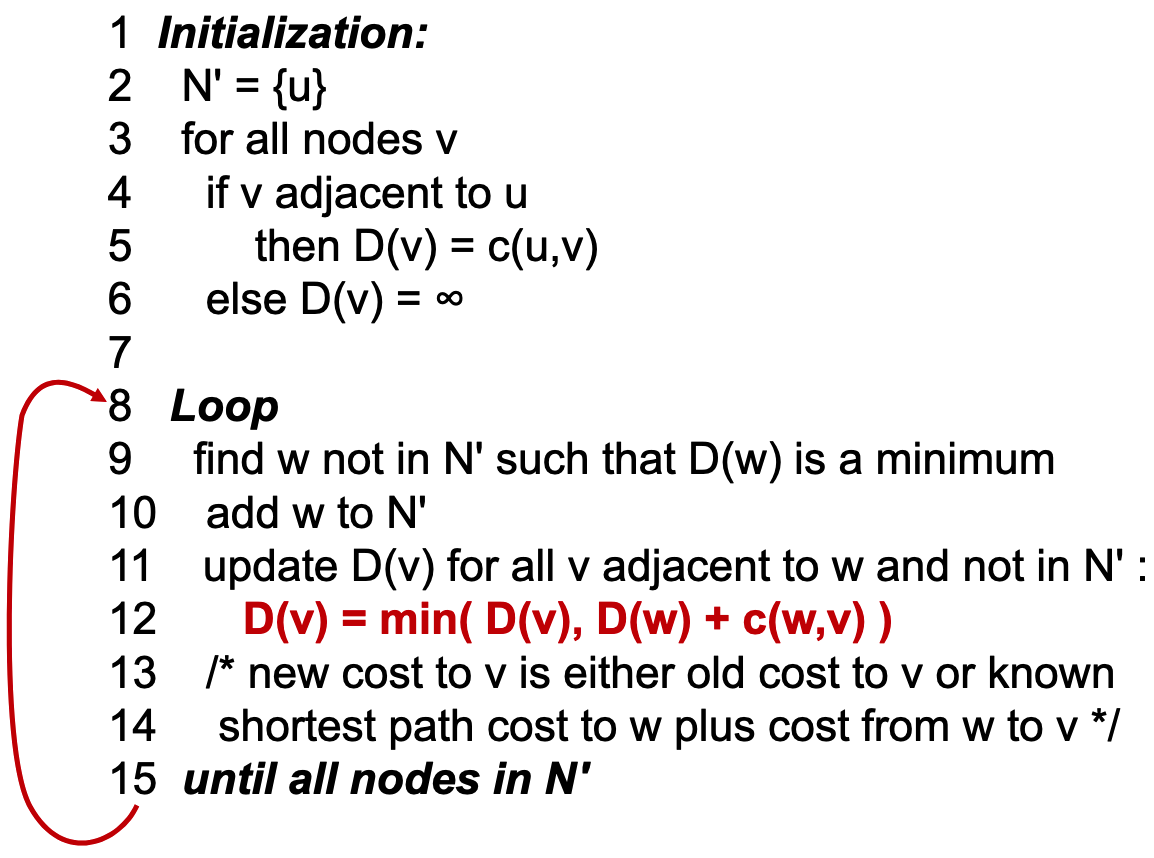 1 Initialization:
2 N' = {u}
3 for all nodes v
4 if v adjacent to u
5 then D(v) = c(u,v)
6 else D(v) = ∞
7
8 Loop
9 find w not in N' such that D(w) is a minimum
10 add w to N'
11 update D(v) for all v adjacent to w and not in N' :
12 D(v) = min( D(v), D(w) + c(w,v) )
13 /* new cost to v is either old cost to v or known
14 shortest path cost to w plus cost from w to v */
15 until all nodes in N'